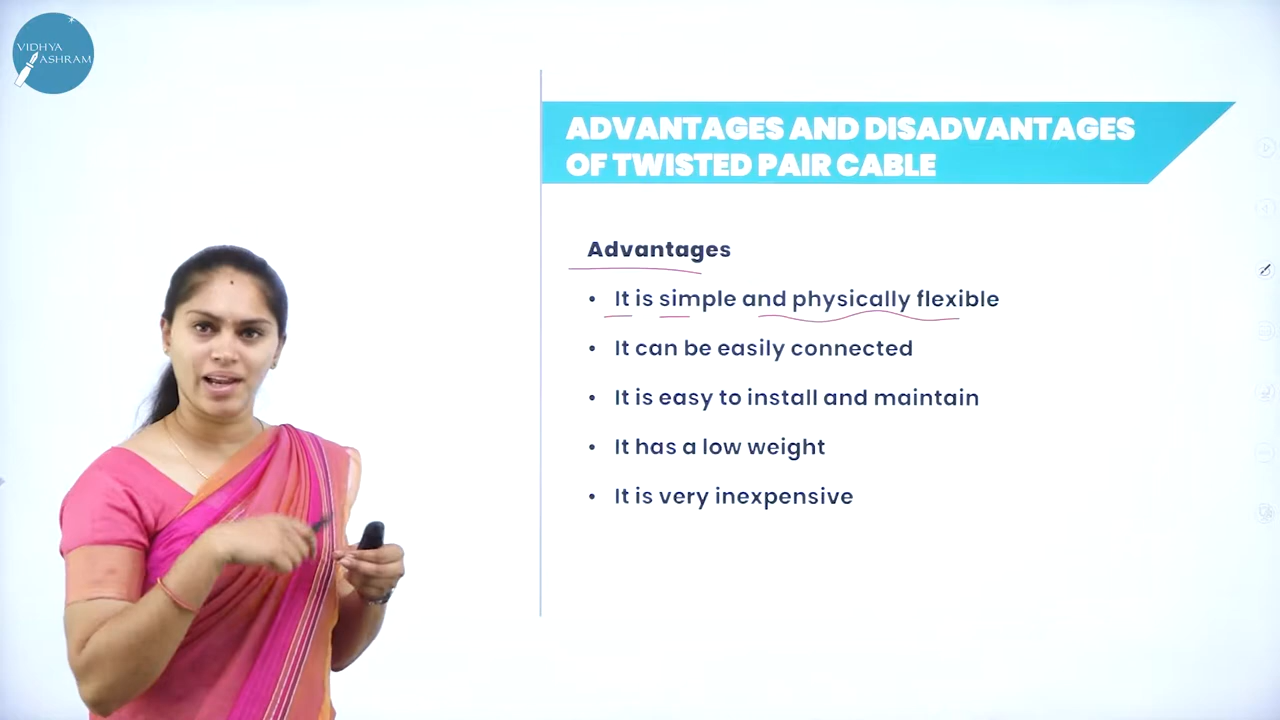 VIDHYA
ASHRAM
ADVANTAGES AND DISADVANTAGES
OF TWISTED PAIR CABLE
Advantages
• It is simple and physically flexible
• It can be easily connected
• It is easy to install and maintain
• It has a low weight
• It is very inexpensive